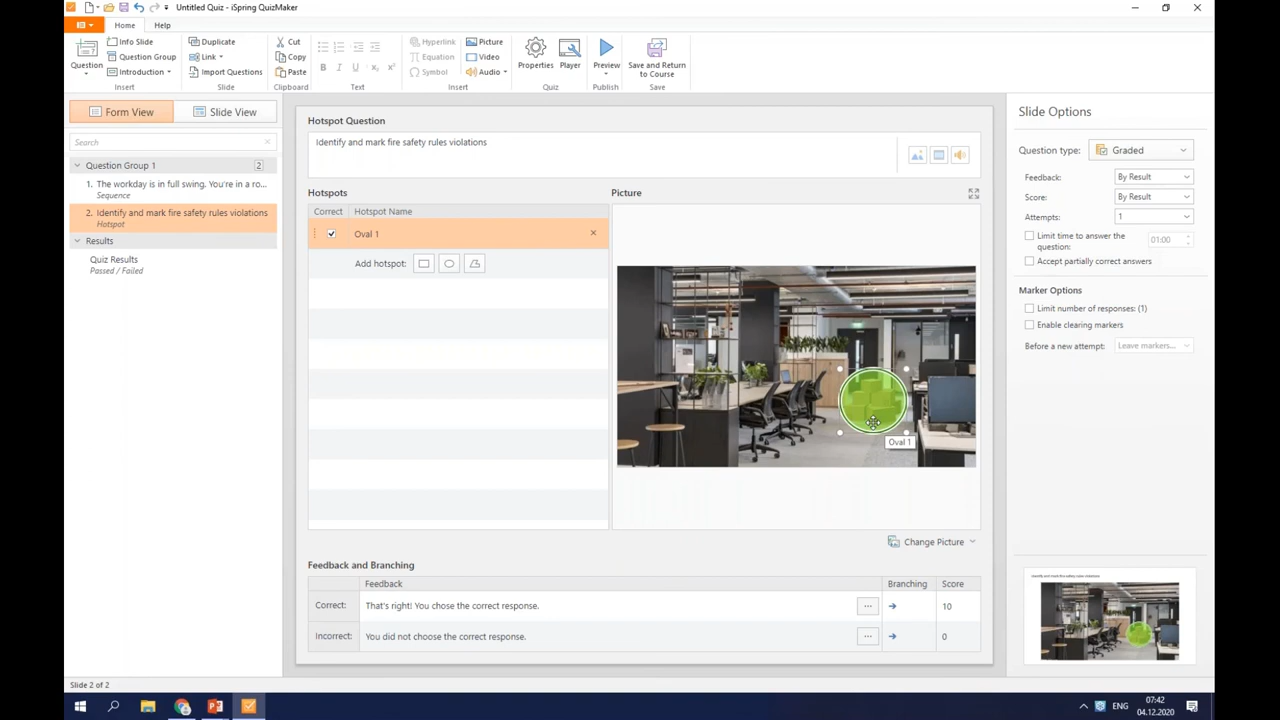 Untitled Quiz - iSpring QuizMaker
Home Help
Question
Info Slide
Question Group
Introduction
Insert
Duplicate
Link
Import Questions
Slide
Cut
Copy
Paste
Clipboard
B I U X₂ X²
Text
Hyperlink
Equation
Symbol
Picture
Video
Audio
Insert
Properties
Player
Quiz
Preview
Publish
Save and Return
to Course
Save
Form View Slide View
Search
Question Group 1 2
1. The workday is in full swing. You're in a ro...
Sequence
2. Identify and mark fire safety rules violations
Hotspot
Results
Quiz Results
Passed / Failed
Hotspot Question
Identify and mark fire safety rules violations
Hotspots
Correct Hotspot Name
Oval 1
Add hotspot:
Picture
Oval 1
Change Picture
Feedback and Branching
Feedback Branching Score
Correct: That's right! You chose the correct response. ... 10
Incorrect: You did not choose the correct response. ... 0
Slide Options
Question type: Graded
Feedback: By Result
Score: By Result
Attempts: 1
Limit time to answer the
question: 01:00
Accept partially correct answers
Marker Options
Limit number of responses: (1)
Enable clearing markers
Before a new attempt: Leave markers...
Identify and mark fire safety rules violations
Slide 2 of 2
ENG
07:42
04.12.2020